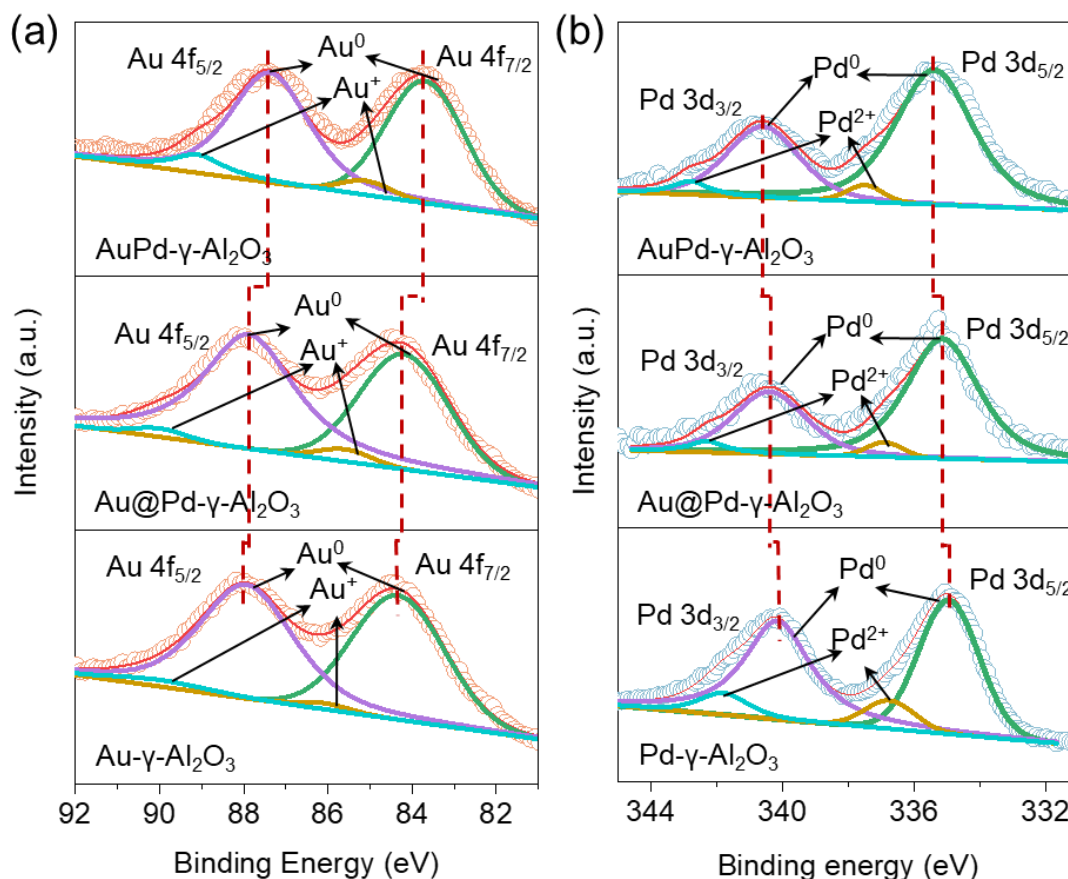 (a)
Au 4f5/2
Au⁰
Au 4f7/2
Au⁺
AuPd-γ-Al₂O₃
Au 4f5/2
Au⁰
Au 4f7/2
Au⁺
Au@Pd-γ-Al₂O₃
Au 4f5/2
Au⁰
Au 4f7/2
Au⁺
Au-γ-Al₂O₃
Intensity (a.u.)
92 90 88 86 84 82
Binding Energy (eV)
(b)
Pd 3d3/2
Pd⁰
Pd 3d5/2
Pd²⁺
AuPd-γ-Al₂O₃
Pd 3d3/2
Pd⁰
Pd 3d5/2
Pd²⁺
Au@Pd-γ-Al₂O₃
Pd 3d3/2
Pd⁰
Pd 3d5/2
Pd²⁺
Pd-γ-Al₂O₃
Intensity (a.u.)
344 340 335 332
Binding energy (eV)